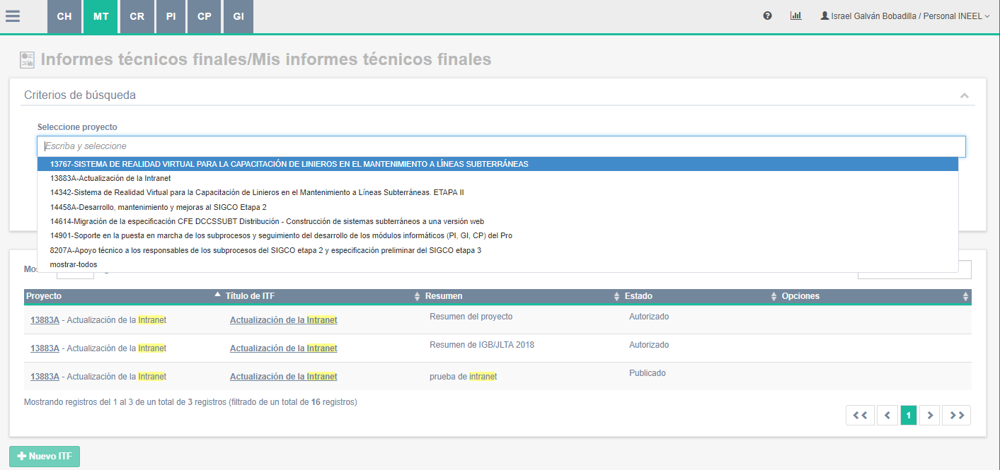 CH MT CR PI CP GI
Israel Galván Bobadilla / Personal INEEL
Informes técnicos finales/Mis informes técnicos finales
Criterios de búsqueda
Seleccione proyecto
Escriba y seleccione
13767-SISTEMA DE REALIDAD VIRTUAL PARA LA CAPACITACIÓN DE LINIEROS EN EL MANTENIMIENTO A LÍNEAS SUBTERRÁNEAS
13883A-Actualización de la Intranet
14342-Sistema de Realidad Virtual para la Capacitación de Linieros en el Mantenimiento a Líneas Subterráneas. ETAPA II
14458A-Desarrollo, mantenimiento y mejoras al SIGCO Etapa 2
14614-Migración de la especificación CFE DCCSSUBT Distribución - Construcción de sistemas subterráneos a una versión web
14901-Soporte en la puesta en marcha de los subprocesos y seguimiento del desarrollo de los módulos informáticos (PI, GI, CP) del Pro
8207A-Apoyo técnico a los responsables de los subprocesos del SIGCO etapa 2 y especificación preliminar del SIGCO etapa 3
mostrar-todos
Proyecto Título de ITF Resumen Estado Opciones
13883A - Actualización de la Intranet Actualización de la Intranet Resumen del proyecto Autorizado
13883A - Actualización de la Intranet Actualización de la Intranet Resumen de IGB/JLTA 2018 Autorizado
13883A - Actualización de la Intranet Actualización de la Intranet prueba de intranet Publicado
Mostrando registros del 1 al 3 de un total de 3 registros (filtrado de un total de 16 registros)
1
Nuevo ITF